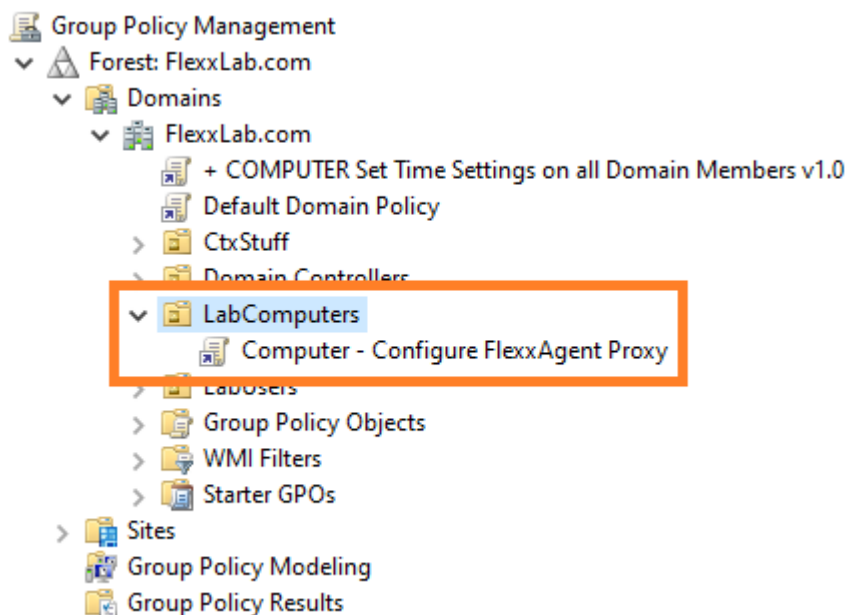 Group Policy Management
Forest: FlexxLab.com
Domains
FlexxLab.com
+ COMPUTER Set Time Settings on all Domain Members v1.0
Default Domain Policy
CtxStuff
Domain Controllers
LabComputers
Computer - Configure FlexxAgent Proxy
LabUsers
Group Policy Objects
WMI Filters
Starter GPOs
Sites
Group Policy Modeling
Group Policy Results